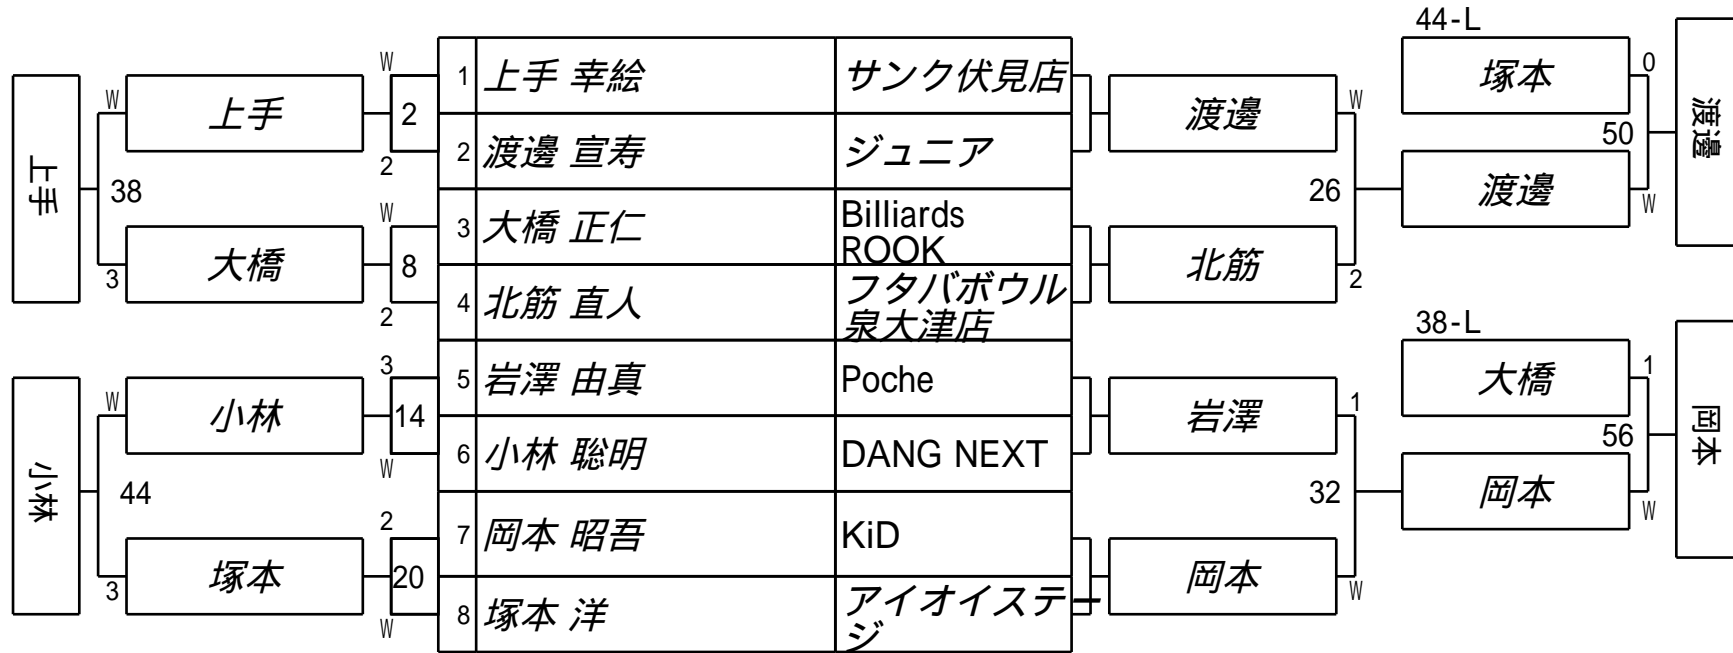 44-L
W
1
上手 幸絵
サンク伏見店
塚本
0
W
上手
2
渡邊
W
渡邊
2
渡邊 宣寿
ジュニア
50
2
上手
38
26
渡邊
W
W
3
大橋 正仁
Billiards
ROOK
大橋
8
北筋
3
2
2
4
北筋 直人
フタバボウル
泉大津店
38-L
3
5
岩澤 由真
Poche
大橋
1
W
小林
14
岩澤
1
岡本
6
小林 聡明
DANG NEXT
56
W
小林
44
32
岡本
W
2
7
岡本 昭吾
KiD
塚本
20
岡本
3
W
W
8
塚本 洋
アイオイステー
ジ